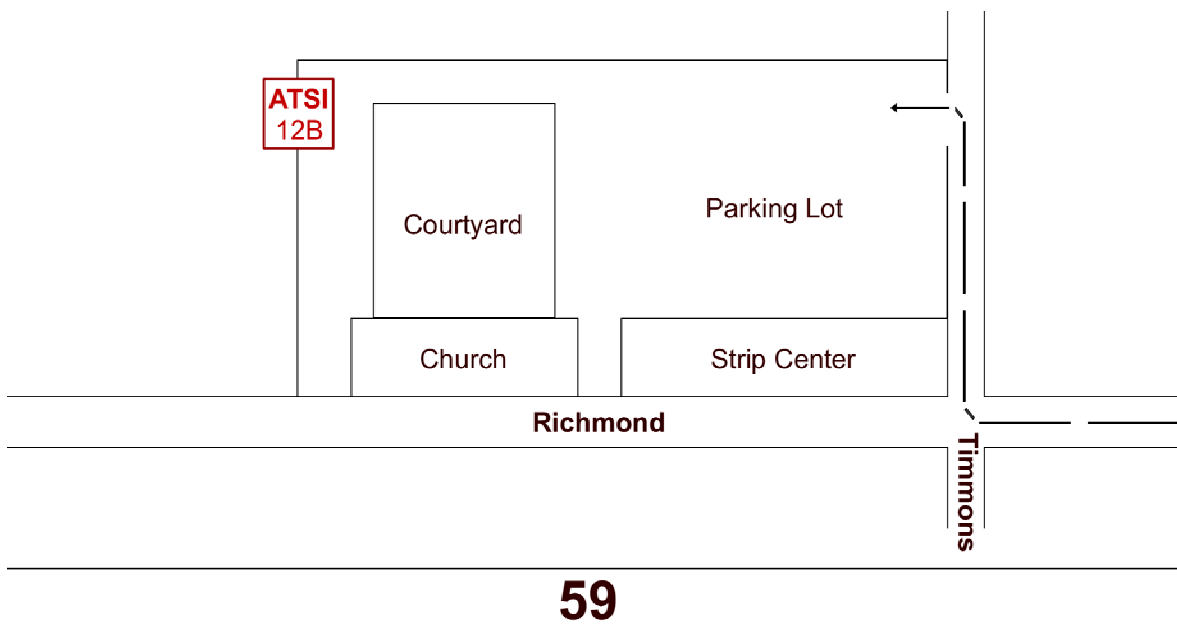 ATSI
12B
Courtyard
Parking Lot
Church
Strip Center
Richmond
Timmons
59